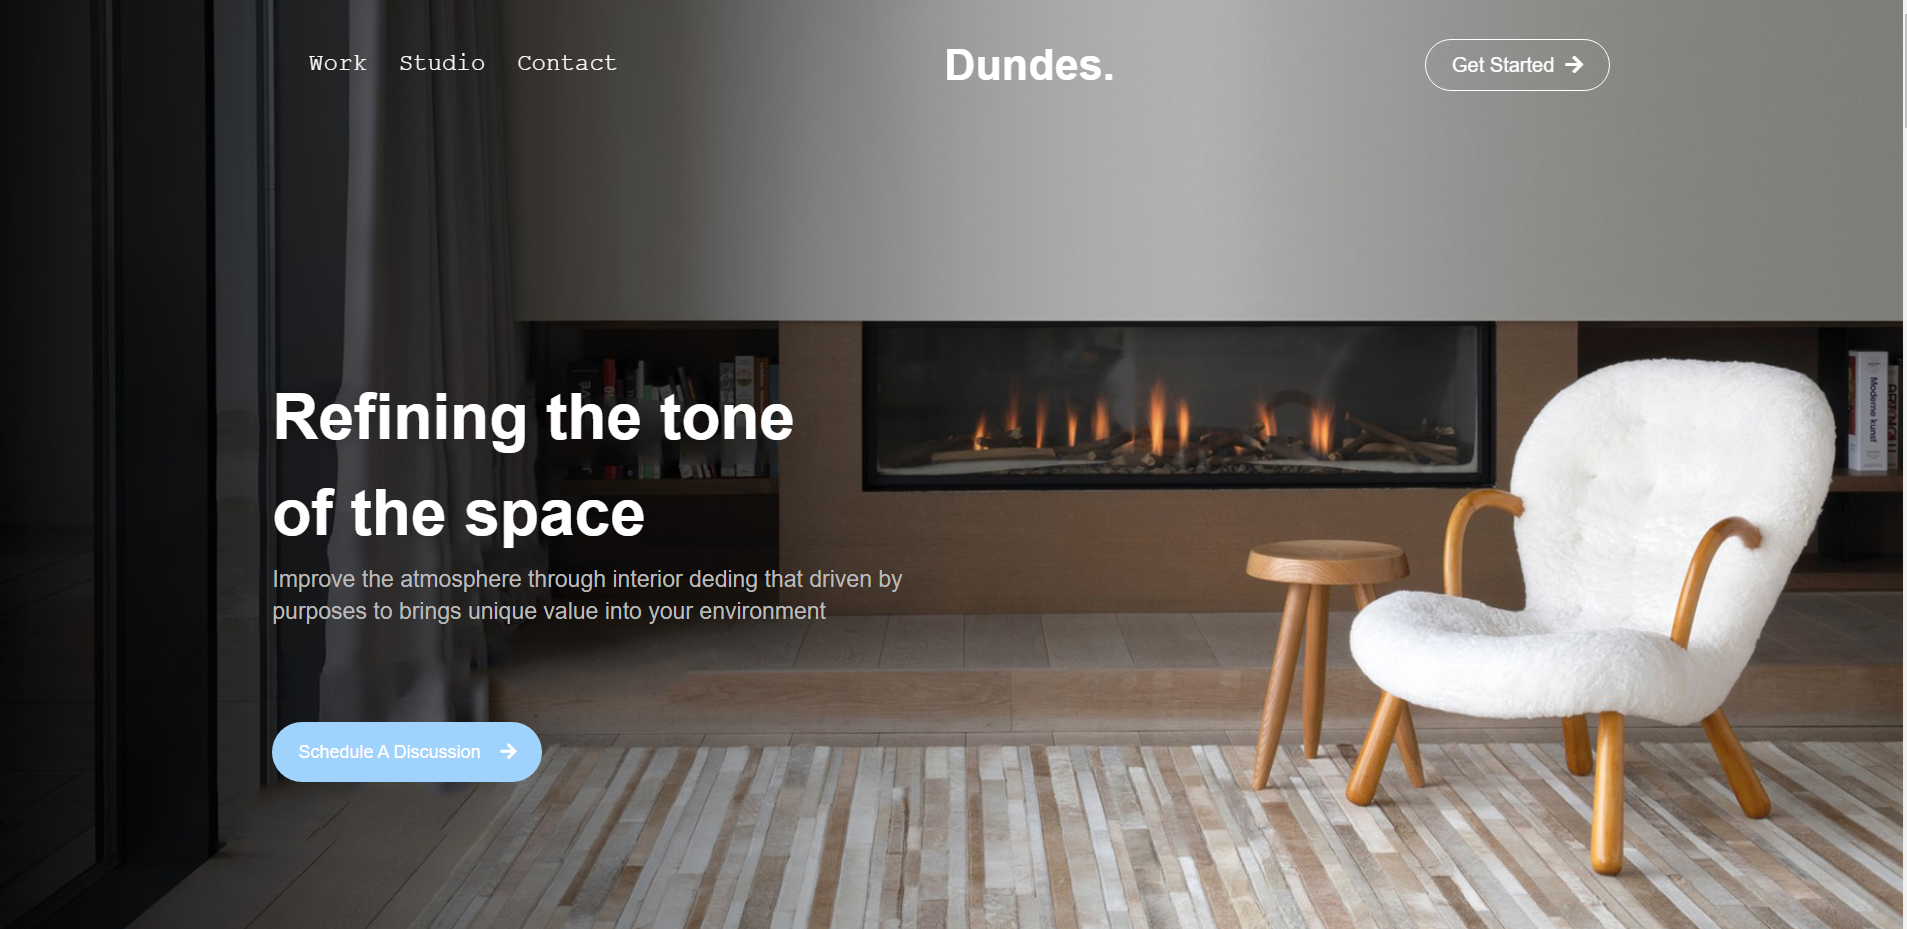 Work Studio Contact
Dundes.
Get Started
Refining the tone
of the space
Improve the atmosphere through interior deding that driven by
purposes to brings unique value into your environment
Schedule A Discussion
Moderne kunst